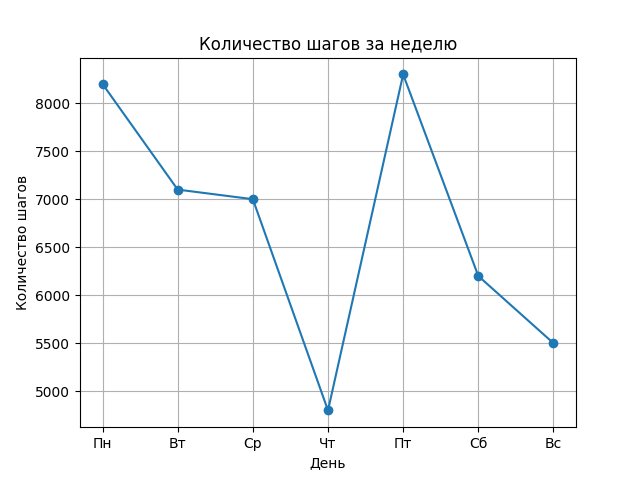 Количество шагов за неделю
Количество шагов
8000
7500
7000
6500
6000
5500
5000
Пн Вт Ср Чт Пт Сб Вс
День